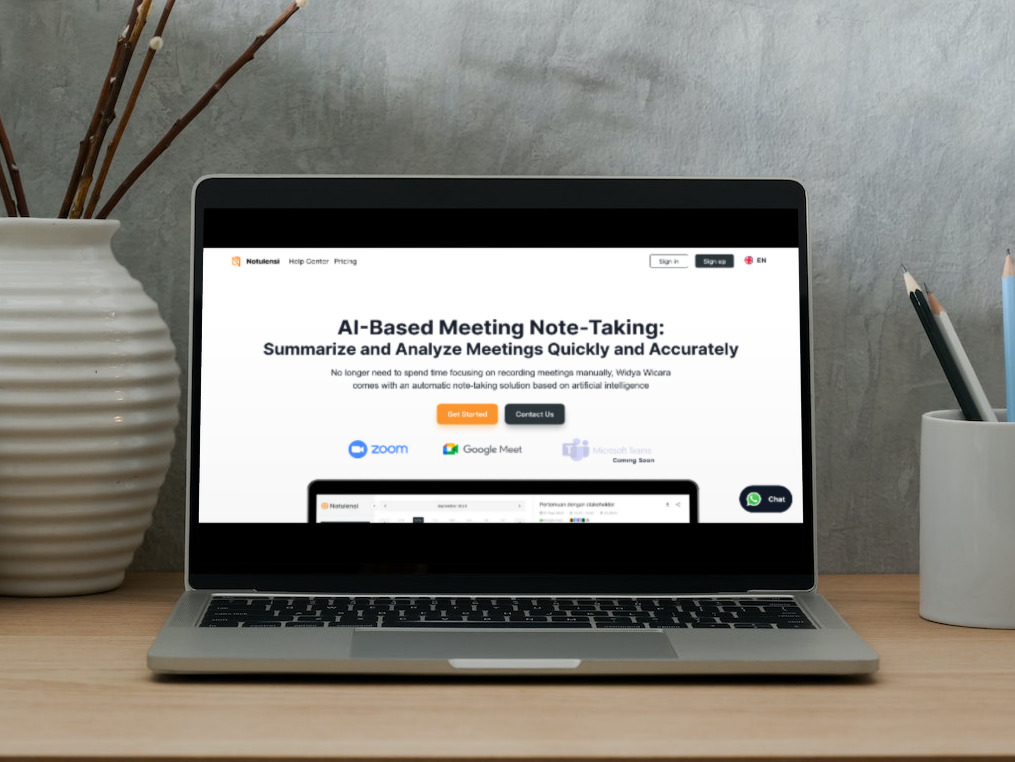 Notulensi Help Center Pricing
Sign in Sign up EN
AI-Based Meeting Note-Taking:
Summarize and Analyze Meetings Quickly and Accurately
No longer need to spend time focusing on recording meetings manually, Widya Wicara
comes with an automatic note-taking solution based on artificial intelligence
Get Started Contact Us
zoom Google Meet Microsoft Teams
Coming Soon
Notulensi
Pertemuan dengan stakeholder
Chat